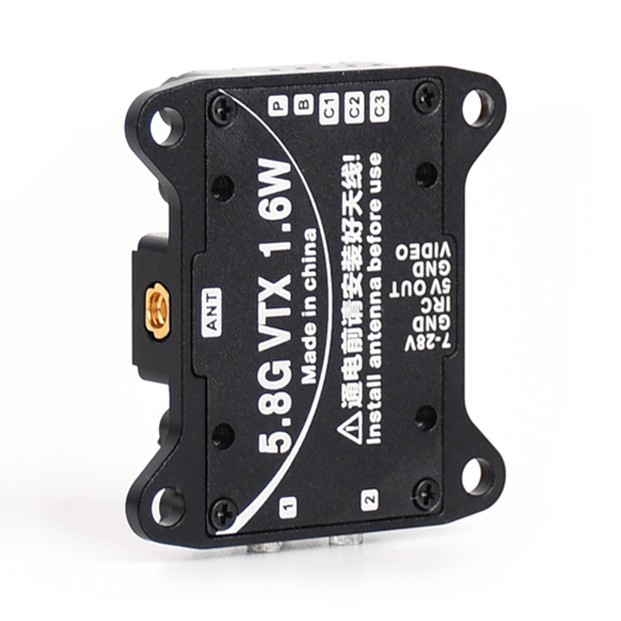 P
B
C1
C2
C3
ANT
5.8G VTX 1.6W
Made in china
⚠通电前请安装好天线!
Install antenna before use
VIDEO
GND
5V OUT
IRC
GND
7-28V
1
2